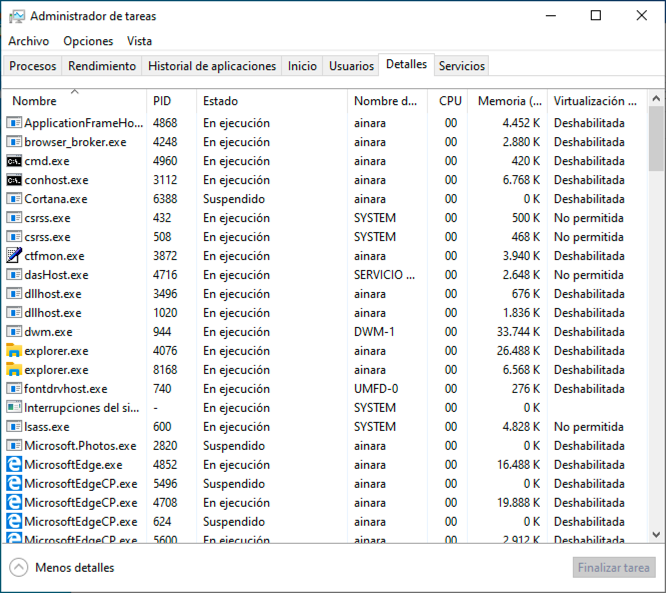 Administrador de tareas
Archivo Opciones Vista
Procesos Rendimiento Historial de aplicaciones Inicio Usuarios Detalles Servicios
Nombre PID Estado Nombre d... CPU Memoria (... Virtualización ...
ApplicationFrameHo... 4868 En ejecución ainara 00 4.452 K Deshabilitada
browser_broker.exe 4248 En ejecución ainara 00 2.880 K Deshabilitada
cmd.exe 4960 En ejecución ainara 00 420 K Deshabilitada
conhost.exe 3112 En ejecución ainara 00 6.768 K Deshabilitada
Cortana.exe 6388 Suspendido ainara 00 0 K Deshabilitada
csrss.exe 432 En ejecución SYSTEM 00 500 K No permitida
csrss.exe 508 En ejecución SYSTEM 00 468 K No permitida
ctfmon.exe 3872 En ejecución ainara 00 3.940 K Deshabilitada
dasHost.exe 4716 En ejecución SERVICIO ... 00 2.648 K No permitida
dllhost.exe 3496 En ejecución ainara 00 676 K Deshabilitada
dllhost.exe 1020 En ejecución ainara 00 1.836 K Deshabilitada
dwm.exe 944 En ejecución DWM-1 00 33.744 K Deshabilitada
explorer.exe 4076 En ejecución ainara 00 26.488 K Deshabilitada
explorer.exe 8168 En ejecución ainara 00 6.568 K Deshabilitada
fontdrvhost.exe 740 En ejecución UMFD-0 00 276 K Deshabilitada
Interrupciones del si... - En ejecución SYSTEM 00 0 K
lsass.exe 600 En ejecución SYSTEM 00 4.828 K No permitida
Microsoft.Photos.exe 2820 Suspendido ainara 00 0 K Deshabilitada
MicrosoftEdge.exe 4852 En ejecución ainara 00 16.488 K Deshabilitada
MicrosoftEdgeCP.exe 5496 Suspendido ainara 00 0 K Deshabilitada
MicrosoftEdgeCP.exe 4708 En ejecución ainara 00 19.888 K Deshabilitada
MicrosoftEdgeCP.exe 624 Suspendido ainara 00 0 K Deshabilitada
MicrosoftEdgeCP.exe 5600 En ejecución ainara 00 2.912 K Deshabilitada
Menos detalles Finalizar tarea